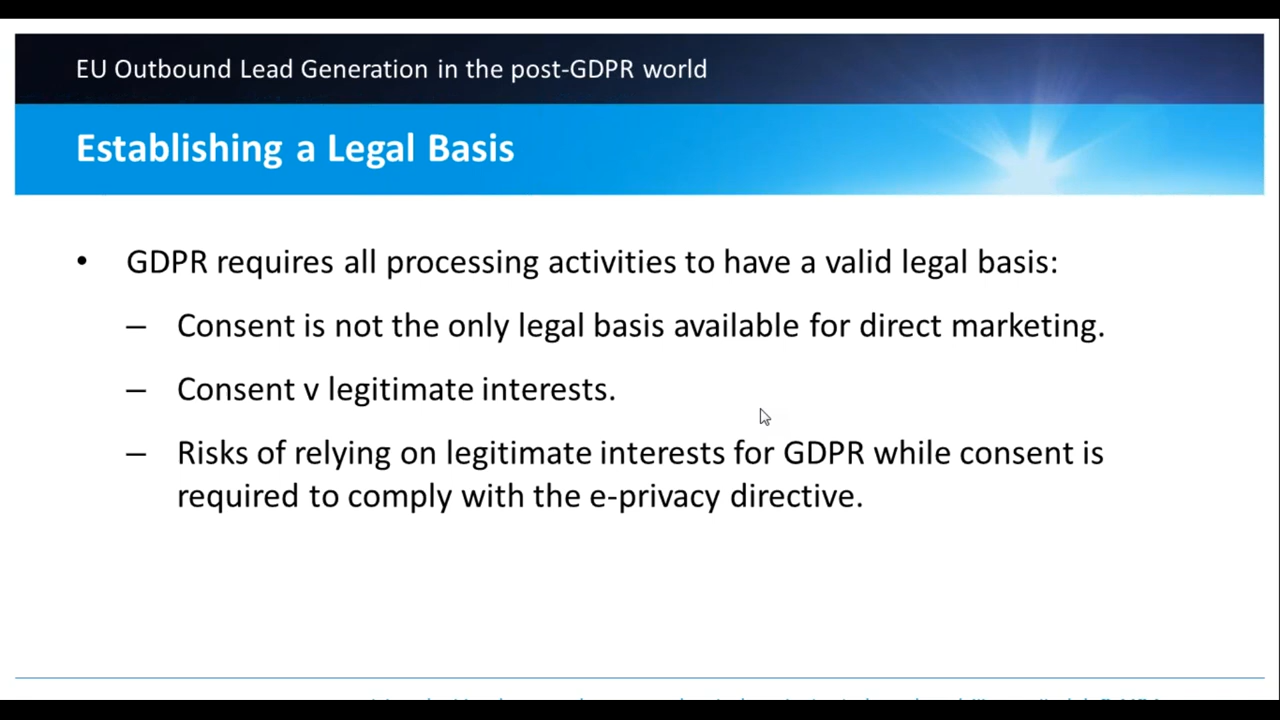 EU Outbound Lead Generation in the post-GDPR world
Establishing a Legal Basis
• GDPR requires all processing activities to have a valid legal basis:
– Consent is not the only legal basis available for direct marketing.
– Consent v legitimate interests.
– Risks of relying on legitimate interests for GDPR while consent is
required to comply with the e-privacy directive.